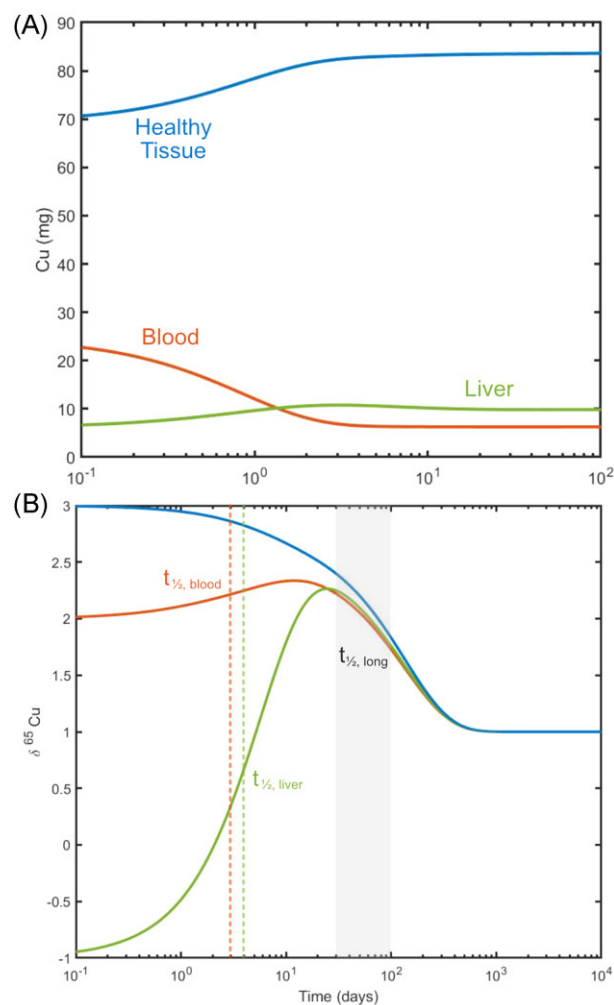 (A)
90
80
70
60
50
40
30
20
10
0
Cu (mg)
Healthy
Tissue
Blood
Liver
10⁻¹ 10⁰ 10¹ 10²
(B)
3
2.5
2
1.5
1
0.5
0
-0.5
-1
δ ⁶⁵ Cu
t½, blood
t½, long
t½, liver
10⁻¹ 10⁰ 10¹ 10² 10³ 10⁴
Time (days)